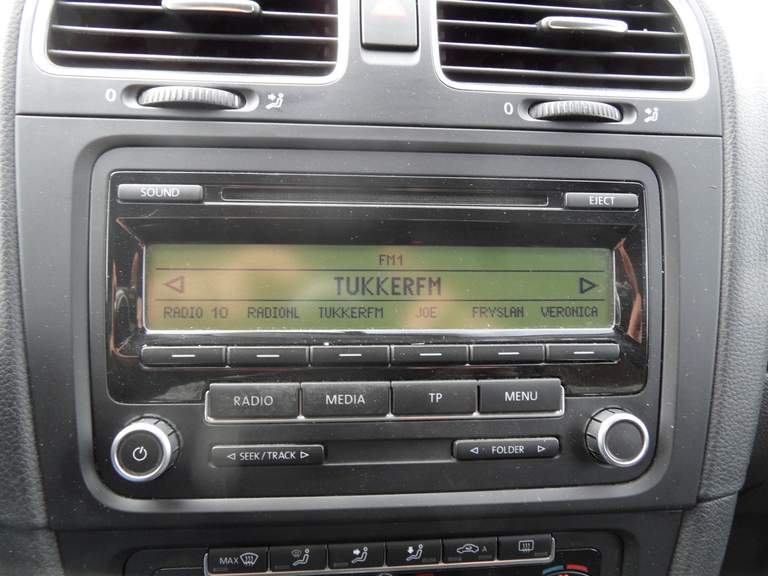 0
0
SOUND
EJECT
FM1
TUKKERFM
RADIO 10 RADIONL TUKKERFM JOE FRYSLAN VERONICA
RADIO MEDIA TP MENU
SEEK/TRACK
FOLDER
MAX
A